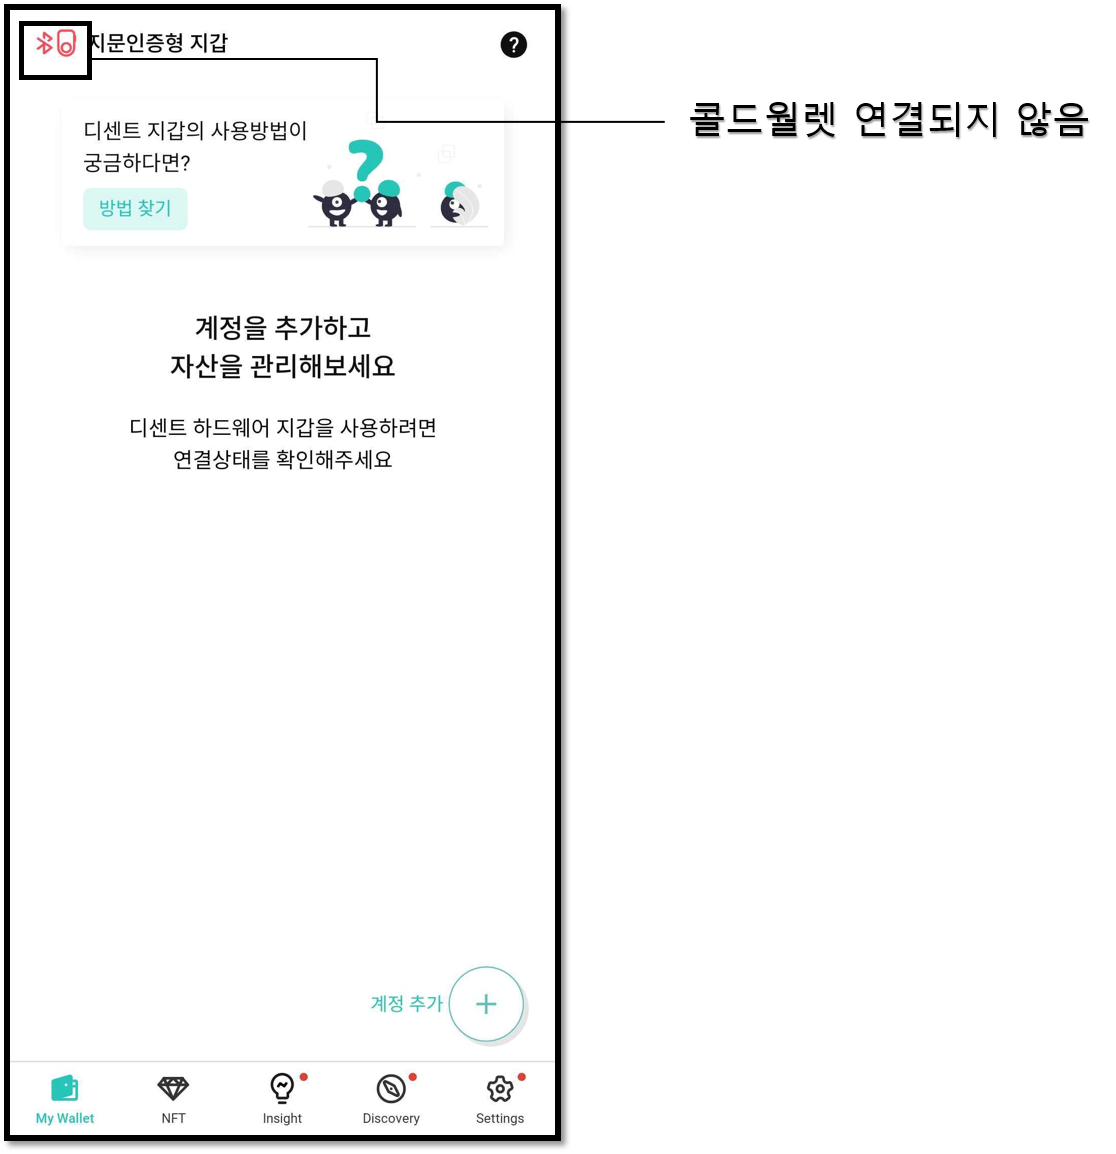 지문인증형 지갑
?
콜드월렛 연결되지 않음
디센트 지갑의 사용방법이
궁금하다면?
방법 찾기
계정을 추가하고
자산을 관리해보세요
디센트 하드웨어 지갑을 사용하려면
연결상태를 확인해주세요
계정 추가
My Wallet
NFT
Insight
Discovery
Settings